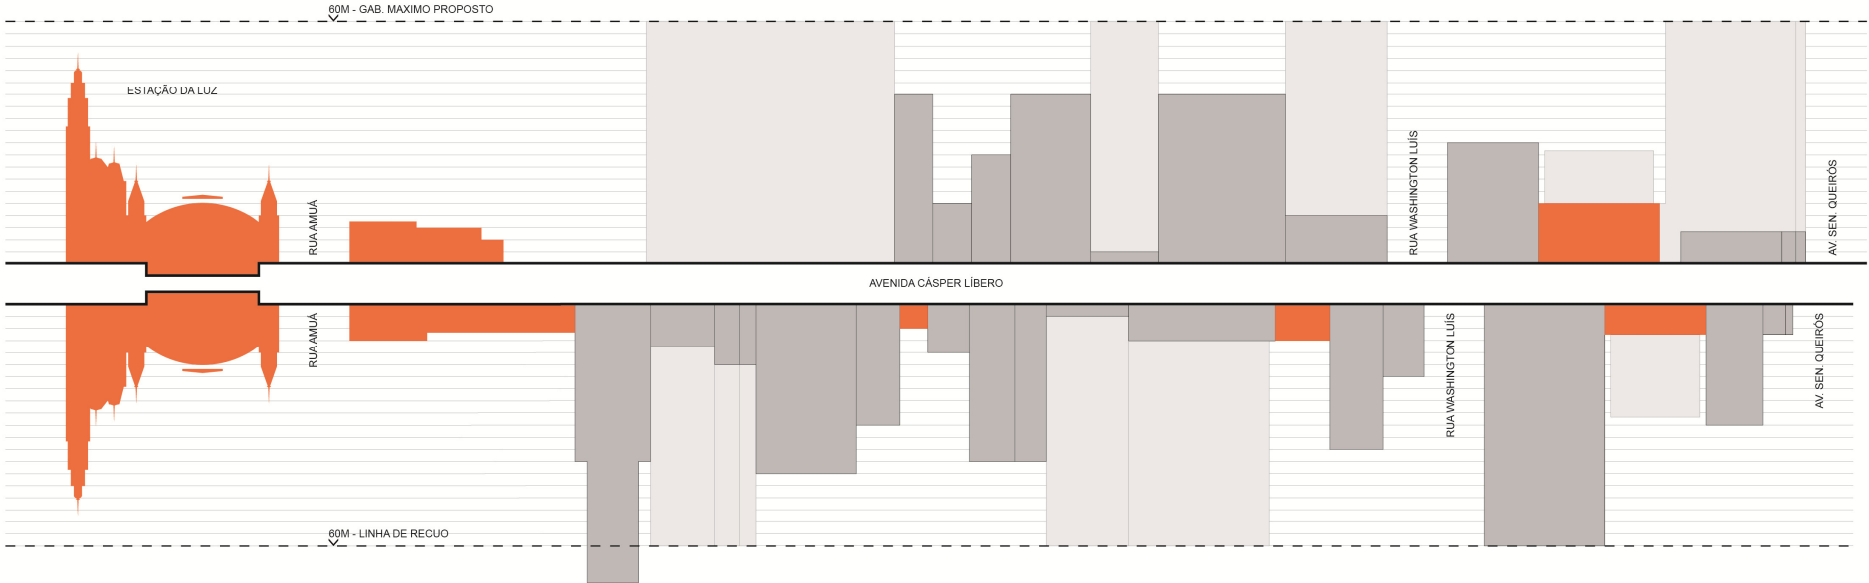 60M - GAB. MAXIMO PROPOSTO
ESTAÇÃO DA LUZ
RUA AMUÁ
RUA WASHINGTON LUÍS
AV. SEN. QUEIRÓS
AVENIDA CÁSPER LÍBERO
RUA AMUÁ
RUA WASHINGTON LUÍS
AV. SEN. QUEIRÓS
60M - LINHA DE RECUO